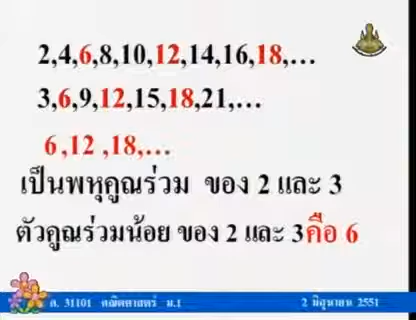 2,4,6,8,10,12,14,16,18,...
3,6,9,12,15,18,21,...
6 ,12 ,18,...
เป็นพหุคูณร่วม ของ 2 และ 3
ตัวคูณร่วมน้อย ของ 2 และ 3 คือ 6
ค. 31101 คณิตศาสตร์ ม.1 2 มิถุนายน 2551